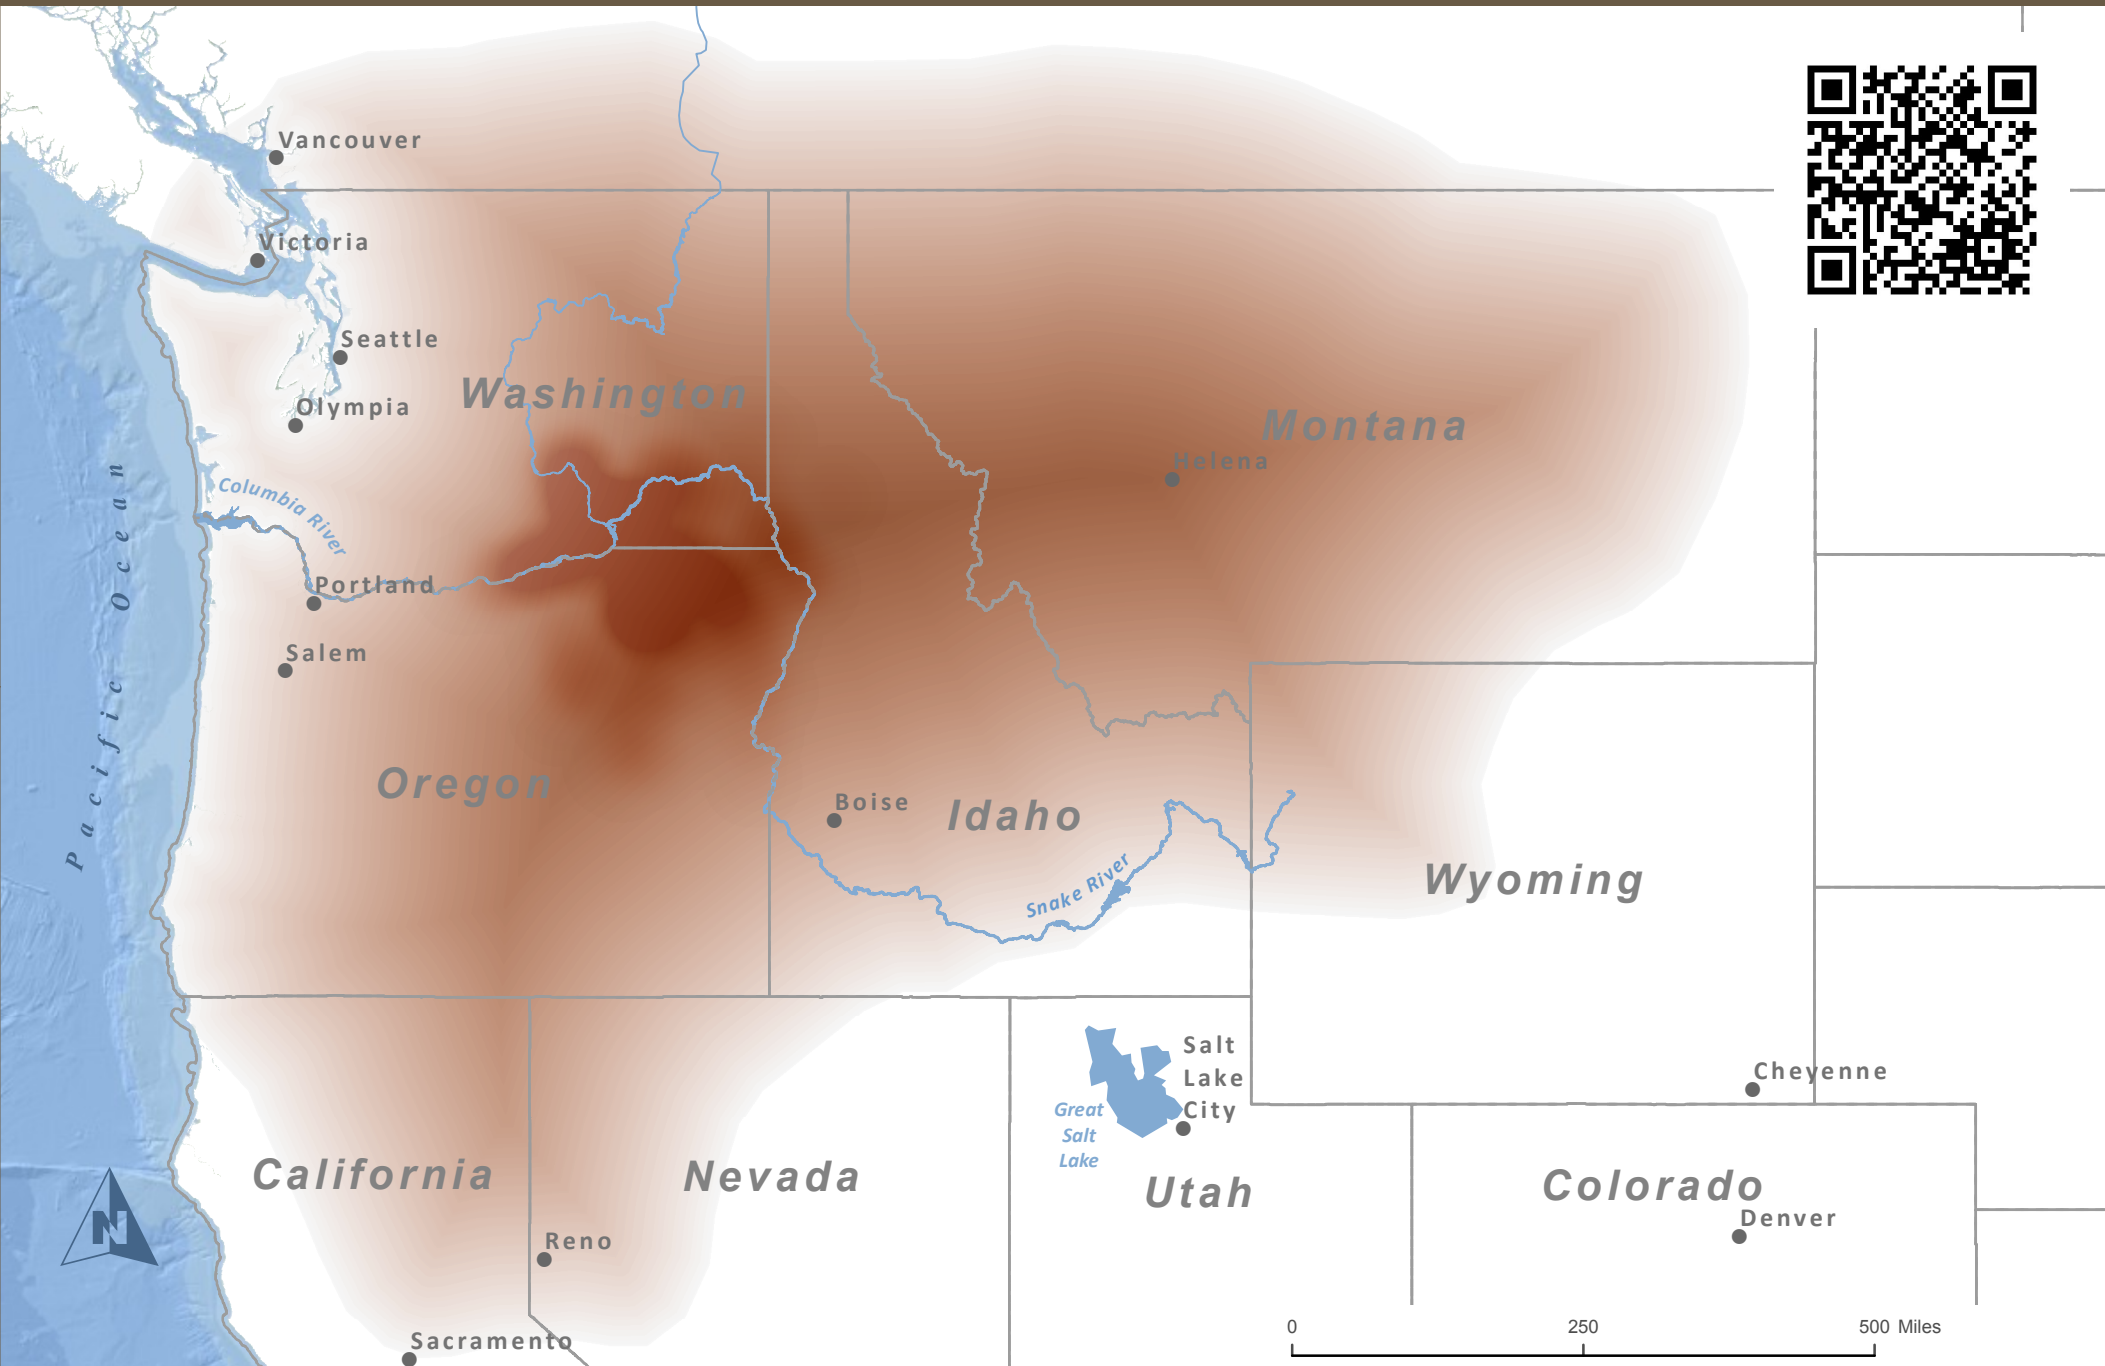 Vancouver
Victoria
Seattle
Washington
Olympia
Montana
Helena
Columbia River
Pacific Ocean
Portland
Salem
Oregon
Boise
Idaho
Snake River
Wyoming
Salt
Lake
City
Great
Salt
Lake
Cheyenne
California
Nevada
Utah
Colorado
Denver
N
Reno
Sacramento
0 250 500 Miles